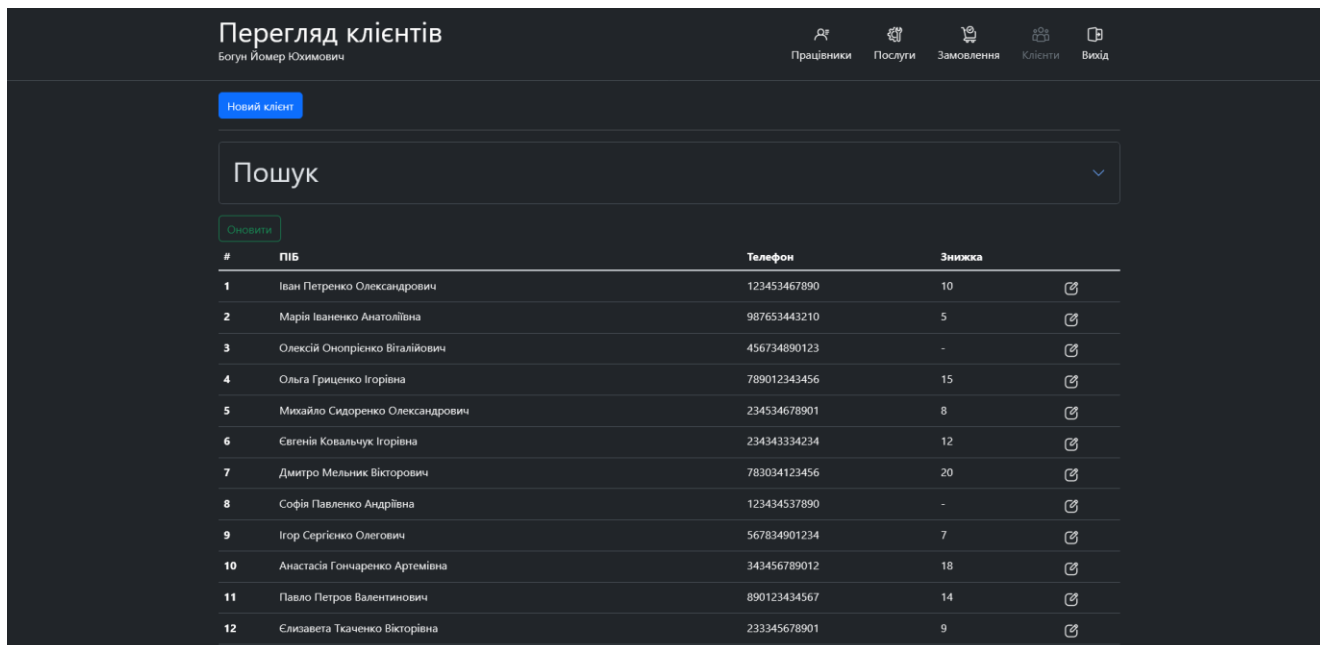 Перегляд клієнтів
Богун Йомер Юхимович
Працівники Послуги Замовлення Клієнти Вихід
Новий клієнт
Пошук
Оновити
# ПІБ Телефон Знижка
1 Іван Петренко Олександрович 123453467890 10
2 Марія Іваненко Анатоліївна 987653443210 5
3 Олексій Онопрієнко Віталійович 456734890123 -
4 Ольга Гриценко Ігорівна 789012343456 15
5 Михайло Сидоренко Олександрович 234534678901 8
6 Євгенія Ковальчук Ігорівна 234343334234 12
7 Дмитро Мельник Вікторович 783034123456 20
8 Софія Павленко Андріївна 123434537890 -
9 Ігор Сергієнко Олегович 567834901234 7
10 Анастасія Гончаренко Артемівна 343456789012 18
11 Павло Петров Валентинович 890123434567 14
12 Єлизавета Ткаченко Вікторівна 233345678901 9